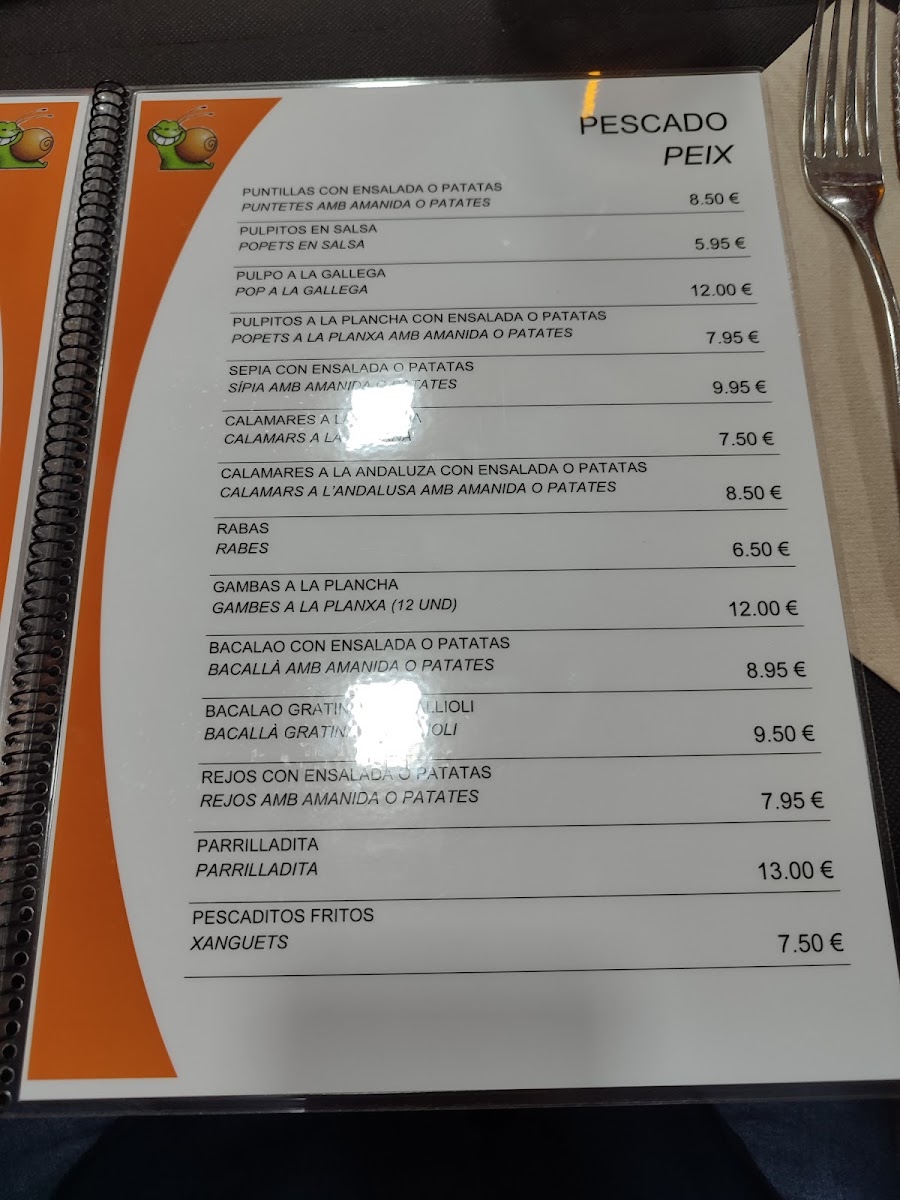 PESCADO
PEIX
PUNTILLAS CON ENSALADA O PATATAS
PUNTETES AMB AMANIDA O PATATES
8.50 €
PULPITOS EN SALSA
POPETS EN SALSA
5.95 €
PULPO A LA GALLEGA
POP A LA GALLEGA
12.00 €
PULPITOS A LA PLANCHA CON ENSALADA O PATATAS
POPETS A LA PLANXA AMB AMANIDA O PATATES
7.95 €
SEPIA CON ENSALADA O PATATAS
SÍPIA AMB AMANIDA O PATATES
9.95 €
CALAMARES A LA
CALAMARS A LA
7.50 €
CALAMARES A LA ANDALUZA CON ENSALADA O PATATAS
CALAMARS A L'ANDALUSA AMB AMANIDA O PATATES
8.50 €
RABAS
RABES
6.50 €
GAMBAS A LA PLANCHA
GAMBES A LA PLANXA (12 UND)
12.00 €
BACALAO CON ENSALADA O PATATAS
BACALLÀ AMB AMANIDA O PATATES
8.95 €
BACALAO ALLIOLI
BACALLÀ
9.50 €
REJOS CON ENSALADA O PATATAS
REJOS AMB AMANIDA O PATATES
7.95 €
PARRILLADITA
PARRILLADITA
13.00 €
PESCADITOS FRITOS
XANGUETS
7.50 €